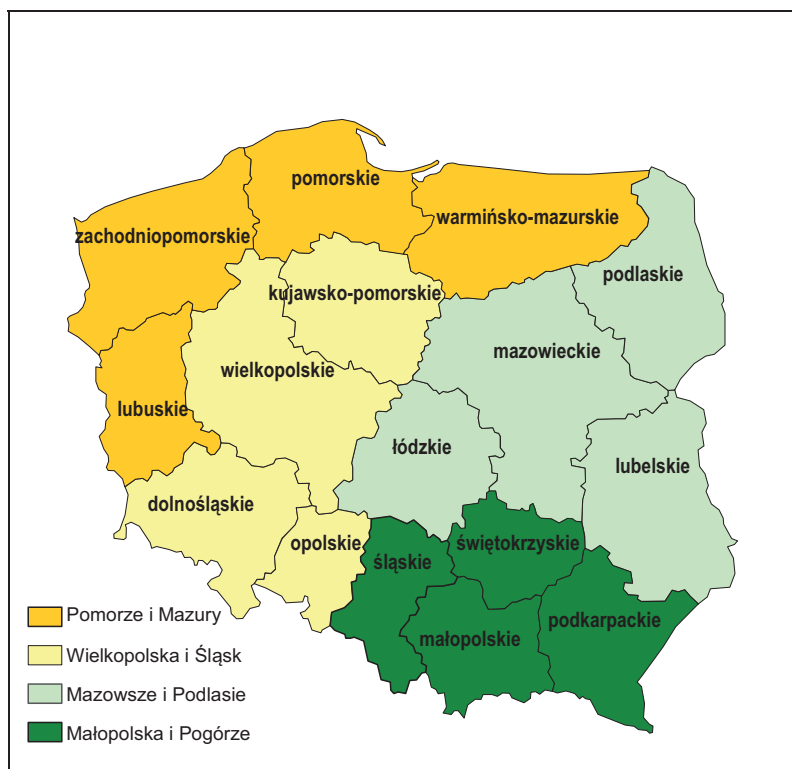 pomorskie
warmińsko-mazurskie
zachodniopomorskie
podlaskie
kujawsko-pomorskie
mazowieckie
wielkopolskie
lubuskie
łódzkie
lubelskie
dolnośląskie
opolskie
świętokrzyskie
śląskie
podkarpackie
małopolskie
Pomorze i Mazury
Wielkopolska i Śląsk
Mazowsze i Podlasie
Małopolska i Pogórze